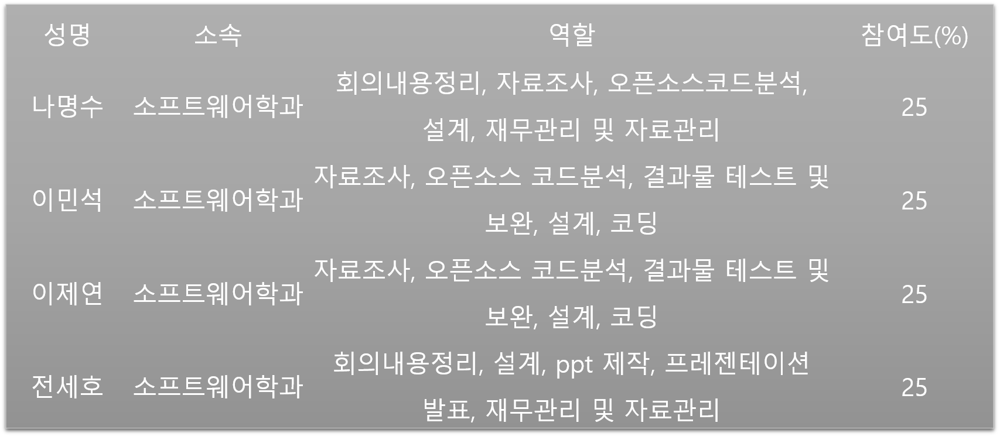 성명 소속 역할 참여도(%)
회의내용정리, 자료조사, 오픈소스코드분석,
나명수 소프트웨어학과 25
설계, 재무관리 및 자료관리
자료조사, 오픈소스 코드분석, 결과물 테스트 및
이민석 소프트웨어학과 25
보완, 설계, 코딩
자료조사, 오픈소스 코드분석, 결과물 테스트 및
이제연 소프트웨어학과 25
보완, 설계, 코딩
회의내용정리, 설계, ppt 제작, 프레젠테이션
전세호 소프트웨어학과 25
발표, 재무관리 및 자료관리